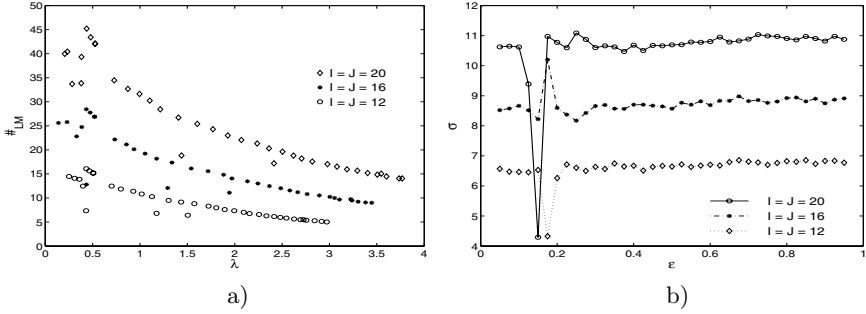 50
45
40
35
30
25
20
15
10
5
0
#LM
0 0.5 1 1.5 2 2.5 3 3.5 4
λ
I = J = 20
I = J = 16
I = J = 12
a)
12
11
10
9
8
7
6
5
4
σ
0 0.2 0.4 0.6 0.8 1
ε
I = J = 20
I = J = 16
I = J = 12
b)